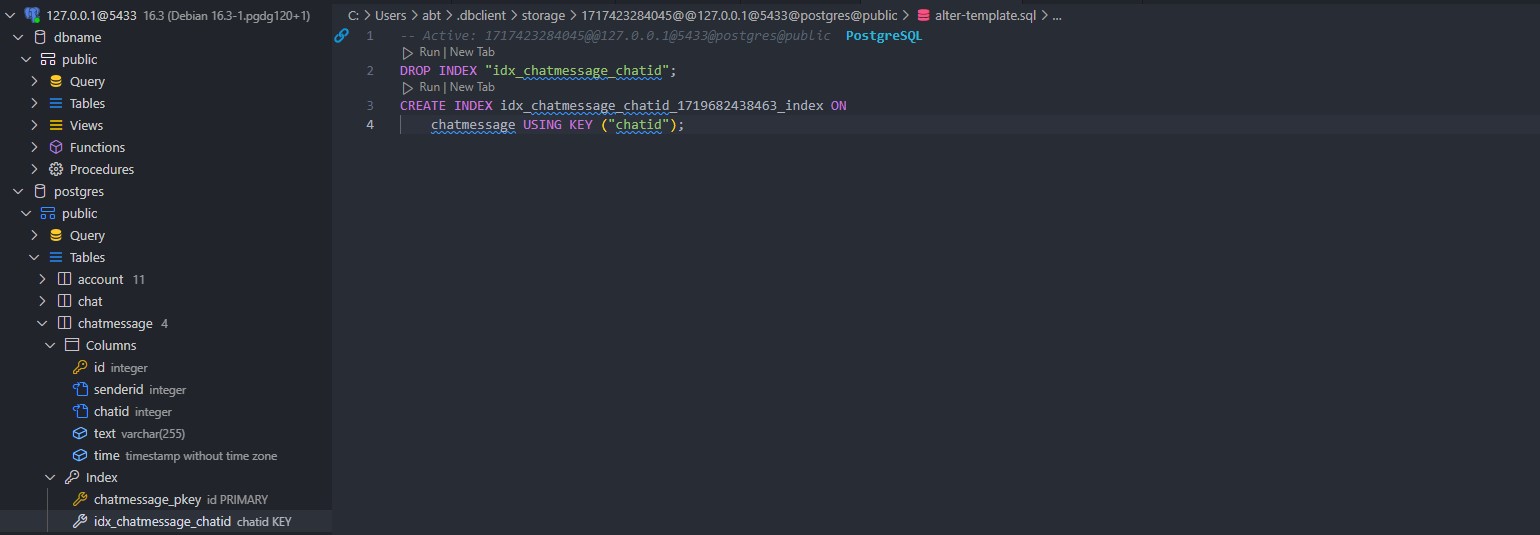 127.0.0.1@5433 16.3 (Debian 16.3-1.pgdg120+1)
dbname
public
Query
Tables
Views
Functions
Procedures
postgres
public
Query
Tables
account 11
chat
chatmessage 4
Columns
id integer
senderid integer
chatid integer
text varchar(255)
time timestamp without time zone
Index
chatmessage_pkey id PRIMARY
idx_chatmessage_chatid chatid KEY
C: > Users > abt > .dbclient > storage > 1717423284045@@127.0.0.1@5433@postgres@public > alter-template.sql > ...
1 -- Active: 1717423284045@@127.0.0.1@5433@postgres@public PostgreSQL
Run | New Tab
2 DROP INDEX "idx_chatmessage_chatid";
Run | New Tab
3 CREATE INDEX idx_chatmessage_chatid_1719682438463_index ON
4 chatmessage USING KEY ("chatid");